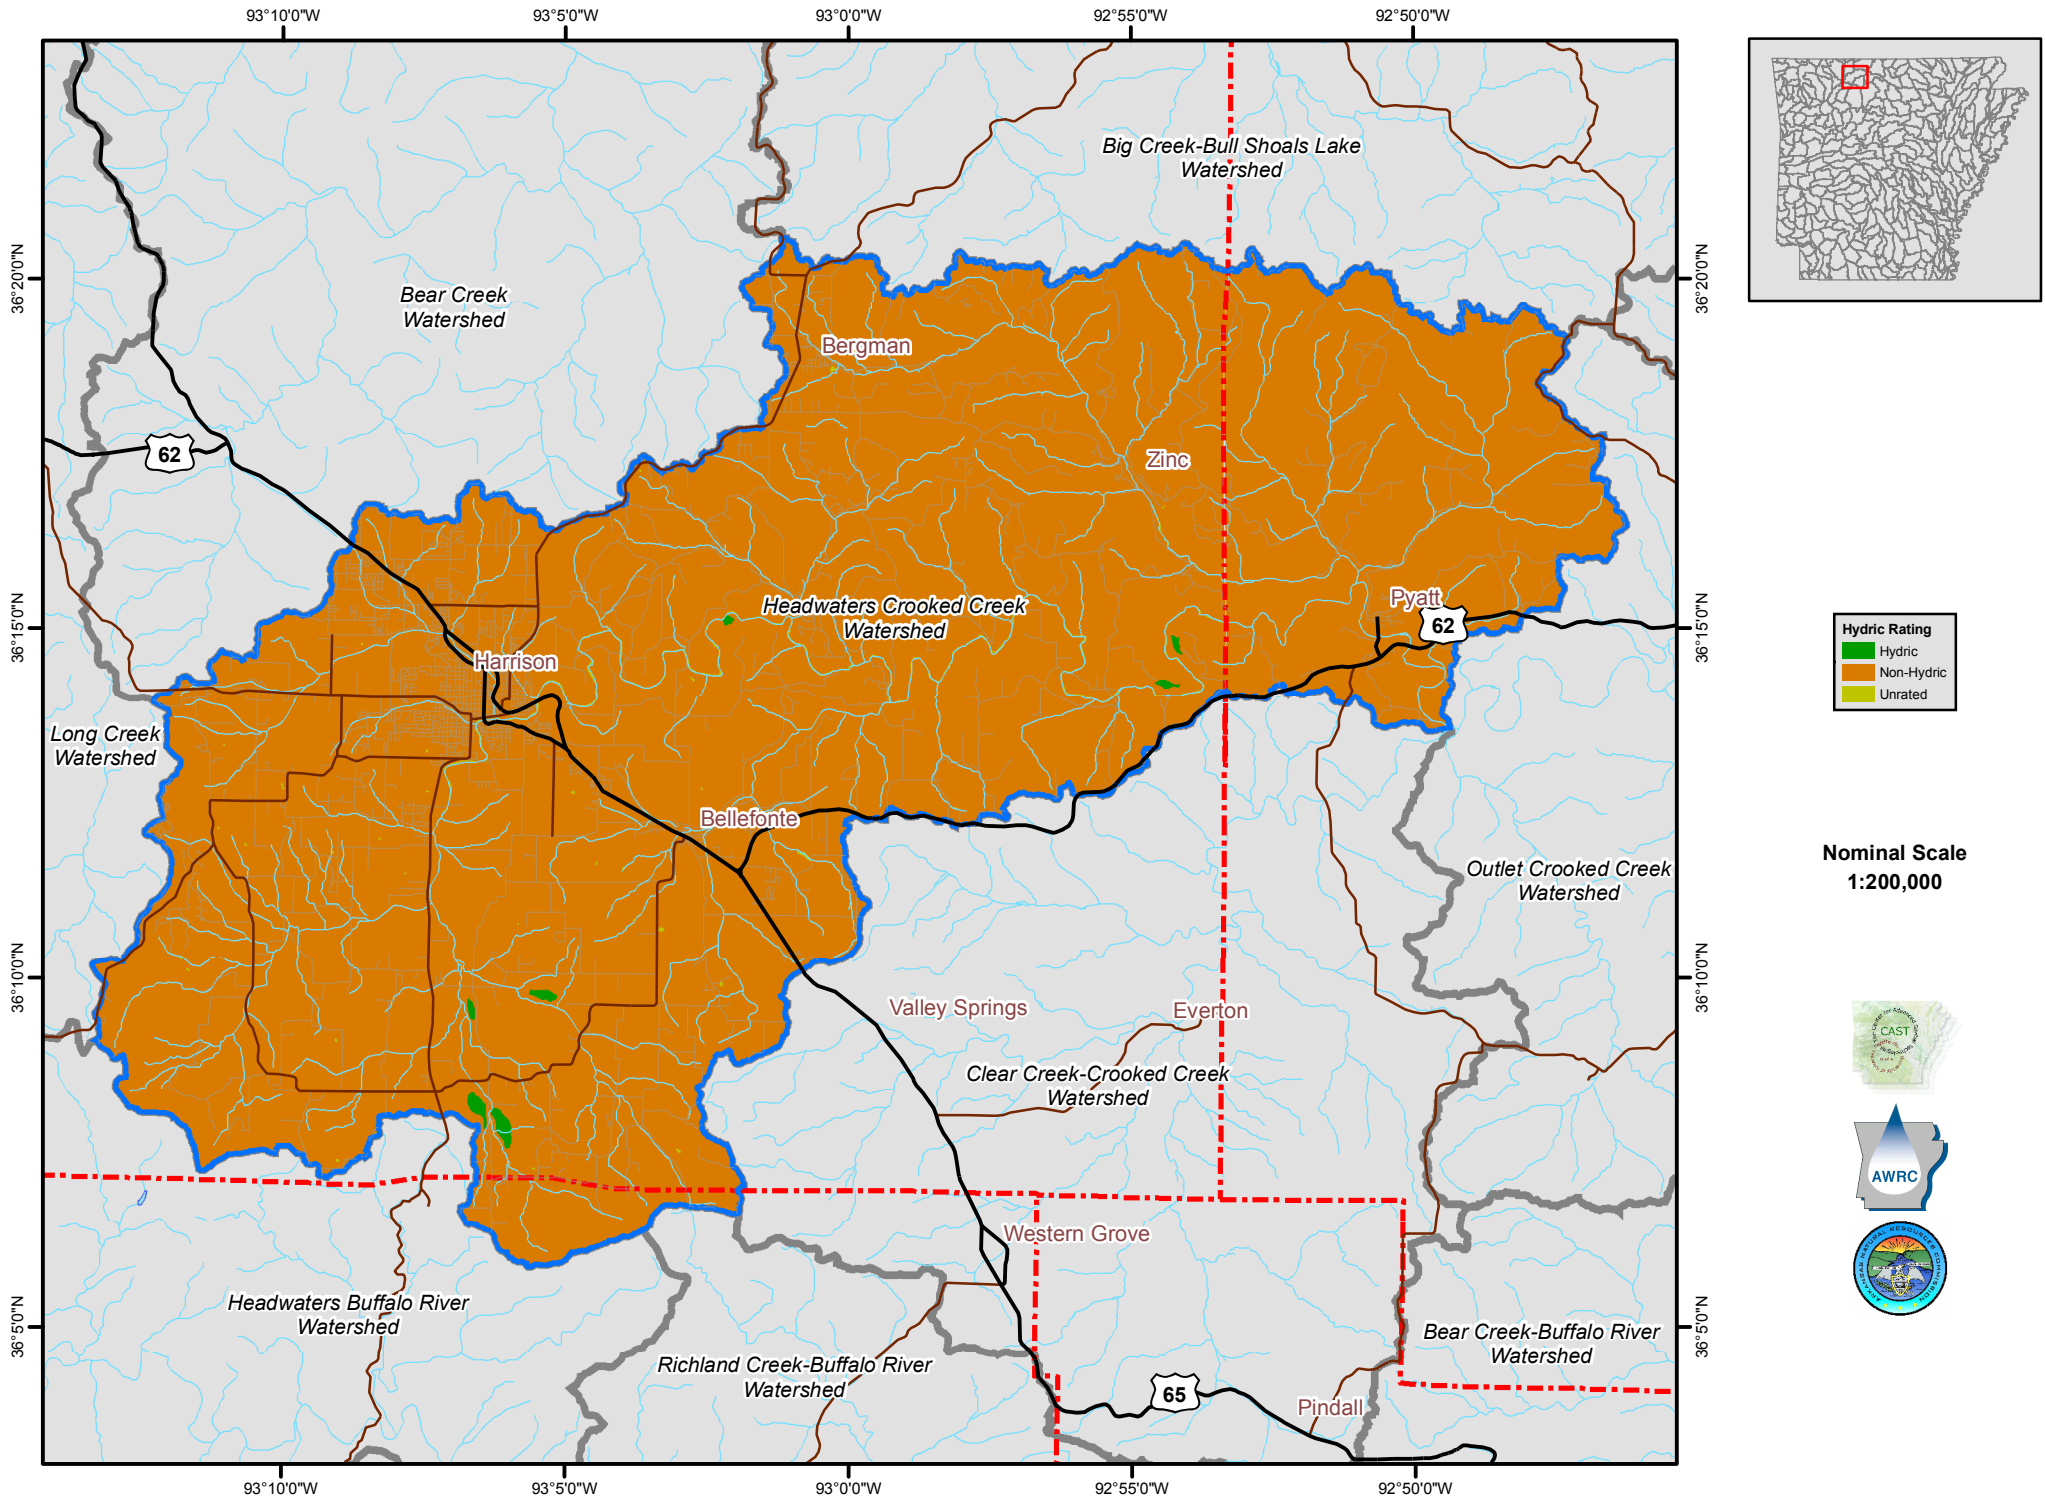 93°10'0"W
93°5'0"W
93°0'0"W
92°55'0"W
92°50'0"W
Big Creek-Bull Shoals Lake
Watershed
36°20'0"N
36°20'0"N
Bear Creek
Watershed
Bergman
62
Zinc
Headwaters Crooked Creek
Watershed
Pyatt
62
36°15'0"N
36°15'0"N
Hydric Rating
Hydric
Non-Hydric
Unrated
Harrison
Long Creek
Watershed
Bellefonte
Nominal Scale
1:200,000
Outlet Crooked Creek
Watershed
36°10'0"N
36°10'0"N
Valley Springs
Everton
CAST
Clear Creek-Crooked Creek
Watershed
AWRC
Western Grove
ARKANSAS NATURAL RESOURCES COMMISSION
Headwaters Buffalo River
Watershed
36°5'0"N
36°5'0"N
Bear Creek-Buffalo River
Watershed
Richland Creek-Buffalo River
Watershed
65
Pindall
93°10'0"W
93°5'0"W
93°0'0"W
92°55'0"W
92°50'0"W